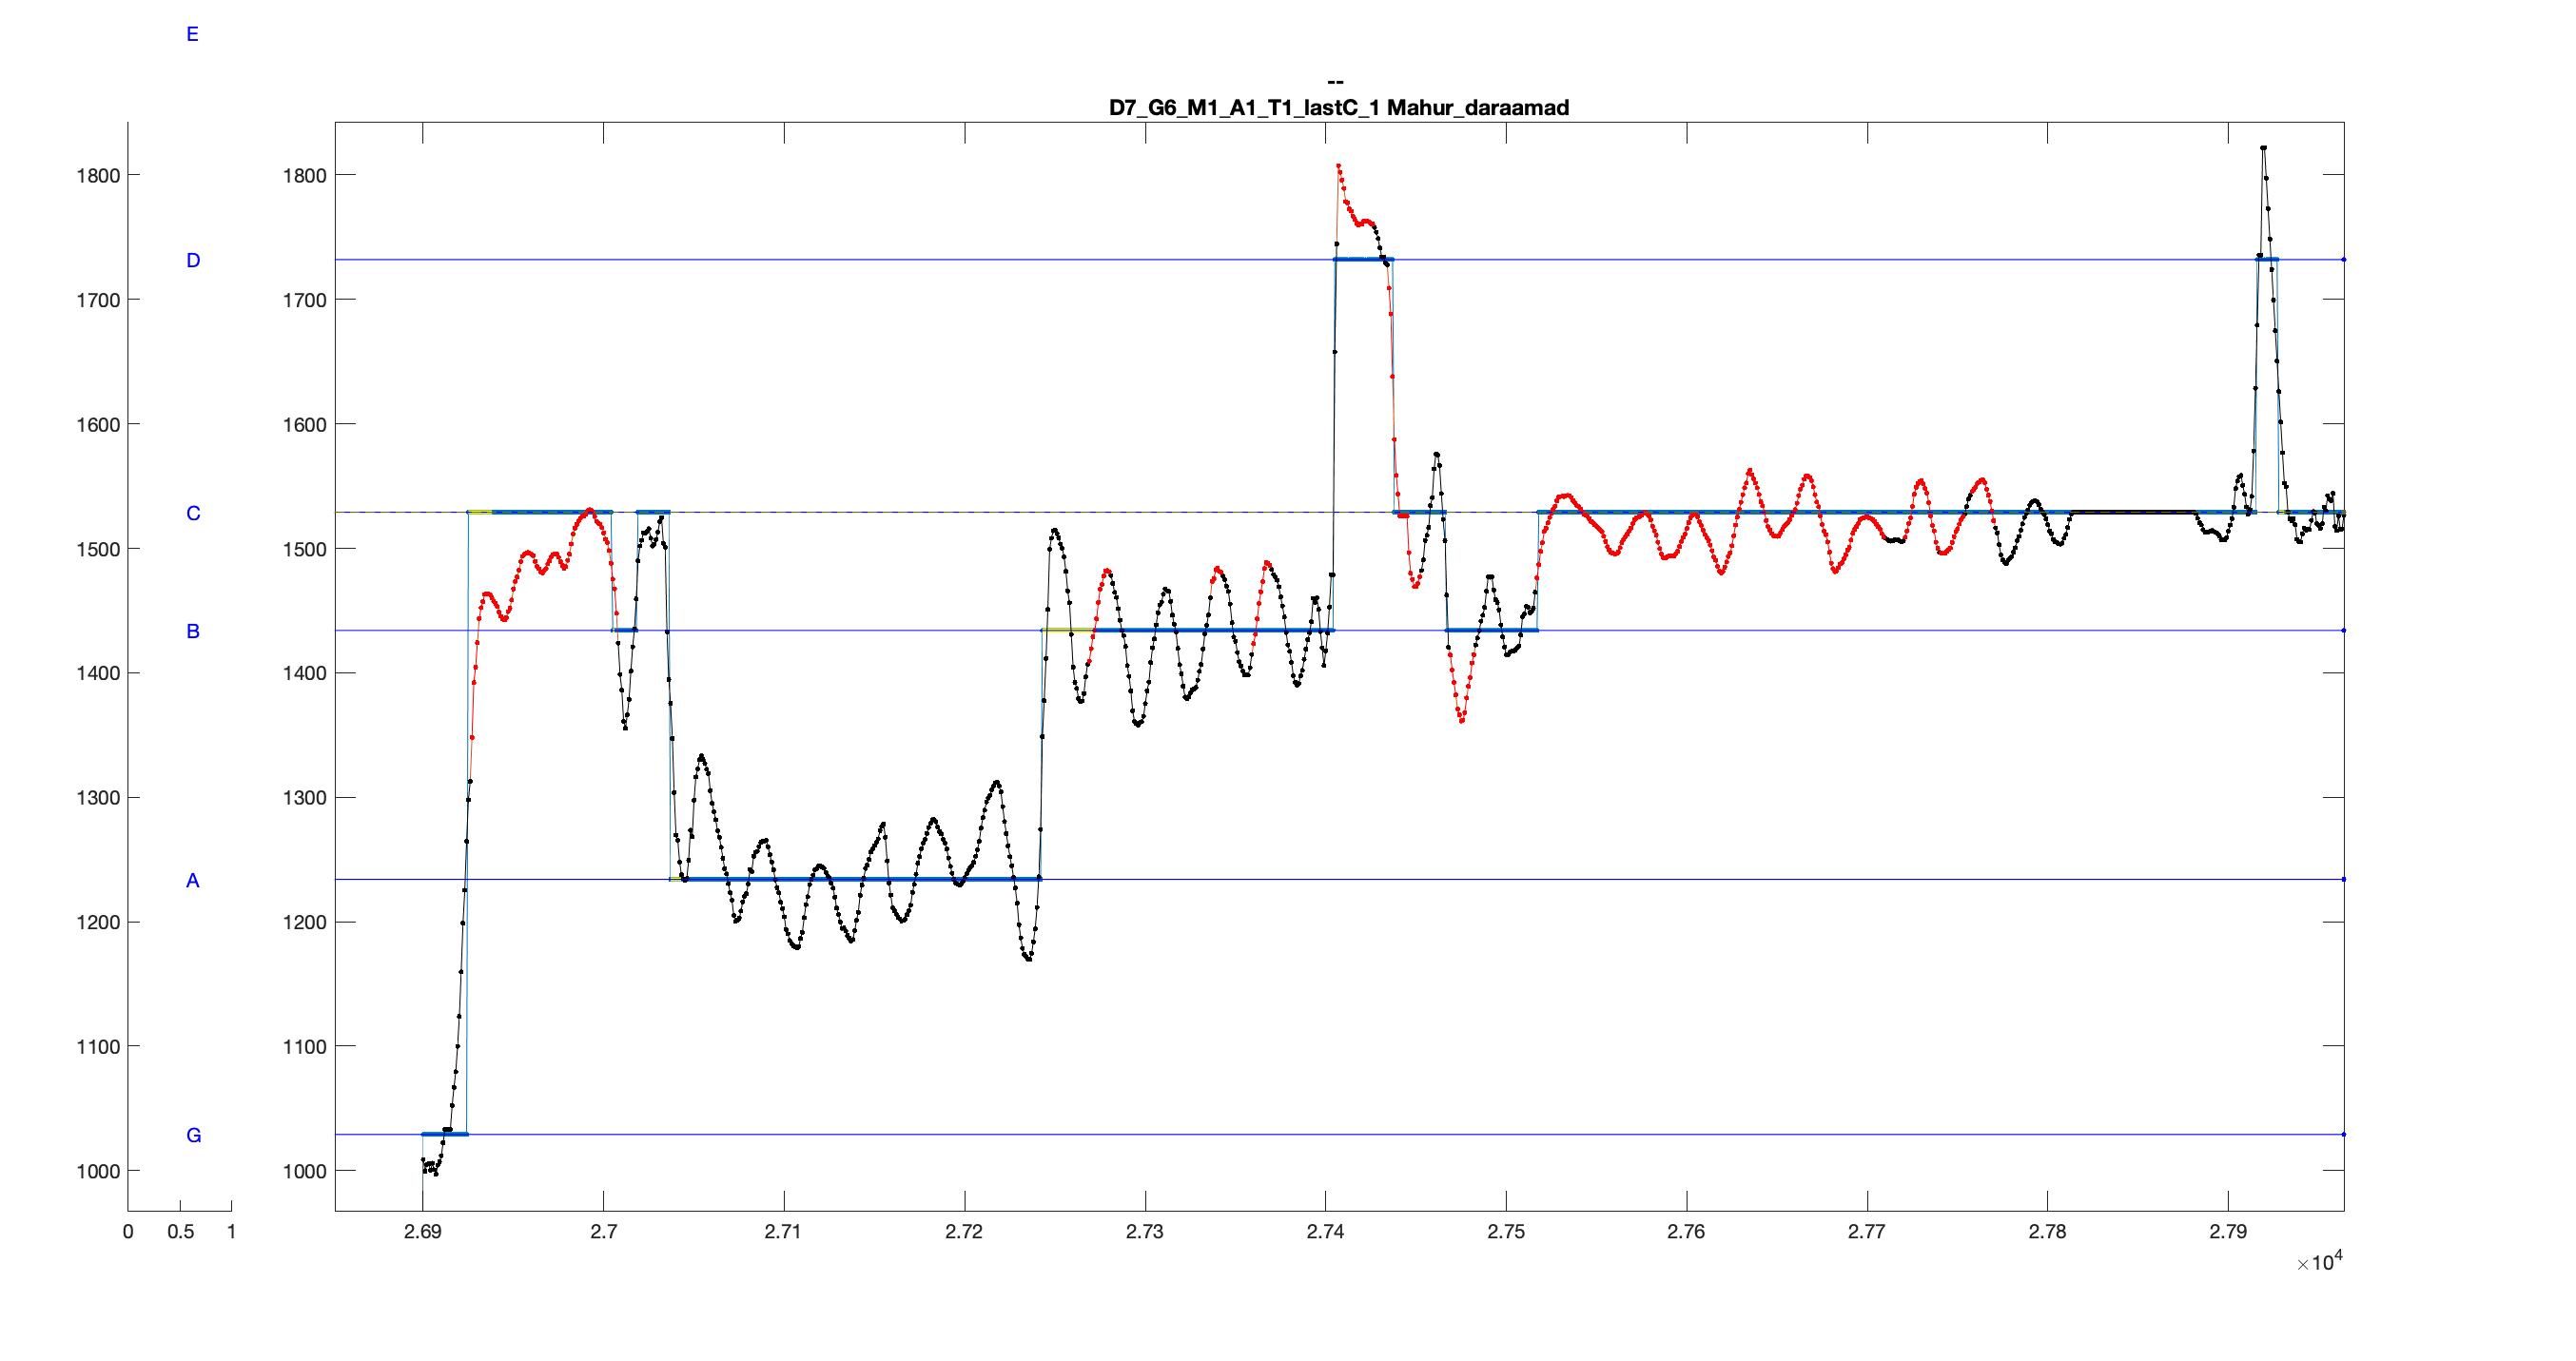 E
--
D7_G6_M1_A1_T1_lastC_1 Mahur_daraamad
1800 1800
D
1700 1700
1600 1600
C
1500 1500
B
1400 1400
1300 1300
A
1200 1200
1100 1100
G
1000 1000
0 0.5 1 2.69 2.7 2.71 2.72 2.73 2.74 2.75 2.76 2.77 2.78 2.79
×10⁴